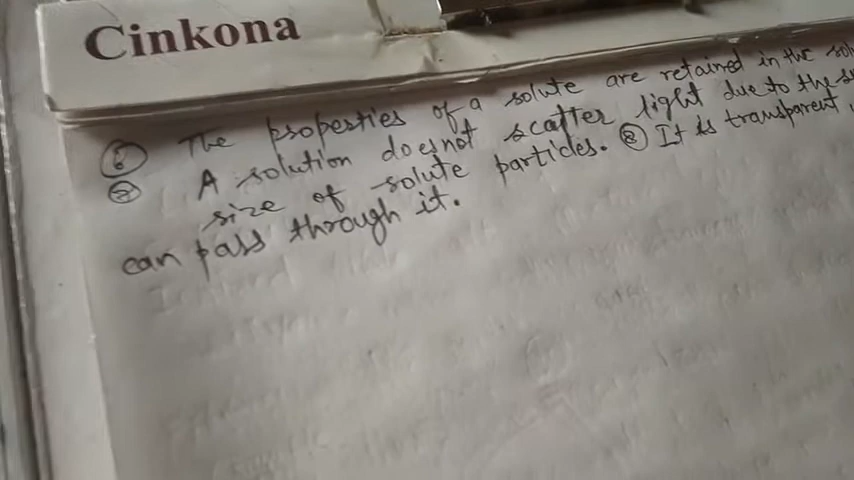 Cinkona
⑥ The properties of a solute are retained in the
⑦ A solution does not scatter light due to the
size of solute particles. ⑧ It is transparent,
can pass through it.